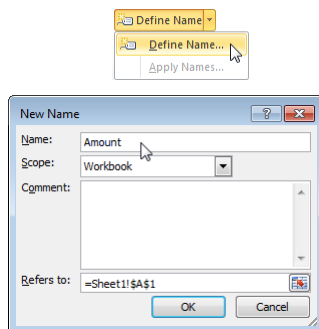 Define Name
Define Name...
Apply Names...
New Name
Name: Amount
Scope: Workbook
Comment:
Refers to: =Sheet1!$A$1
OK Cancel